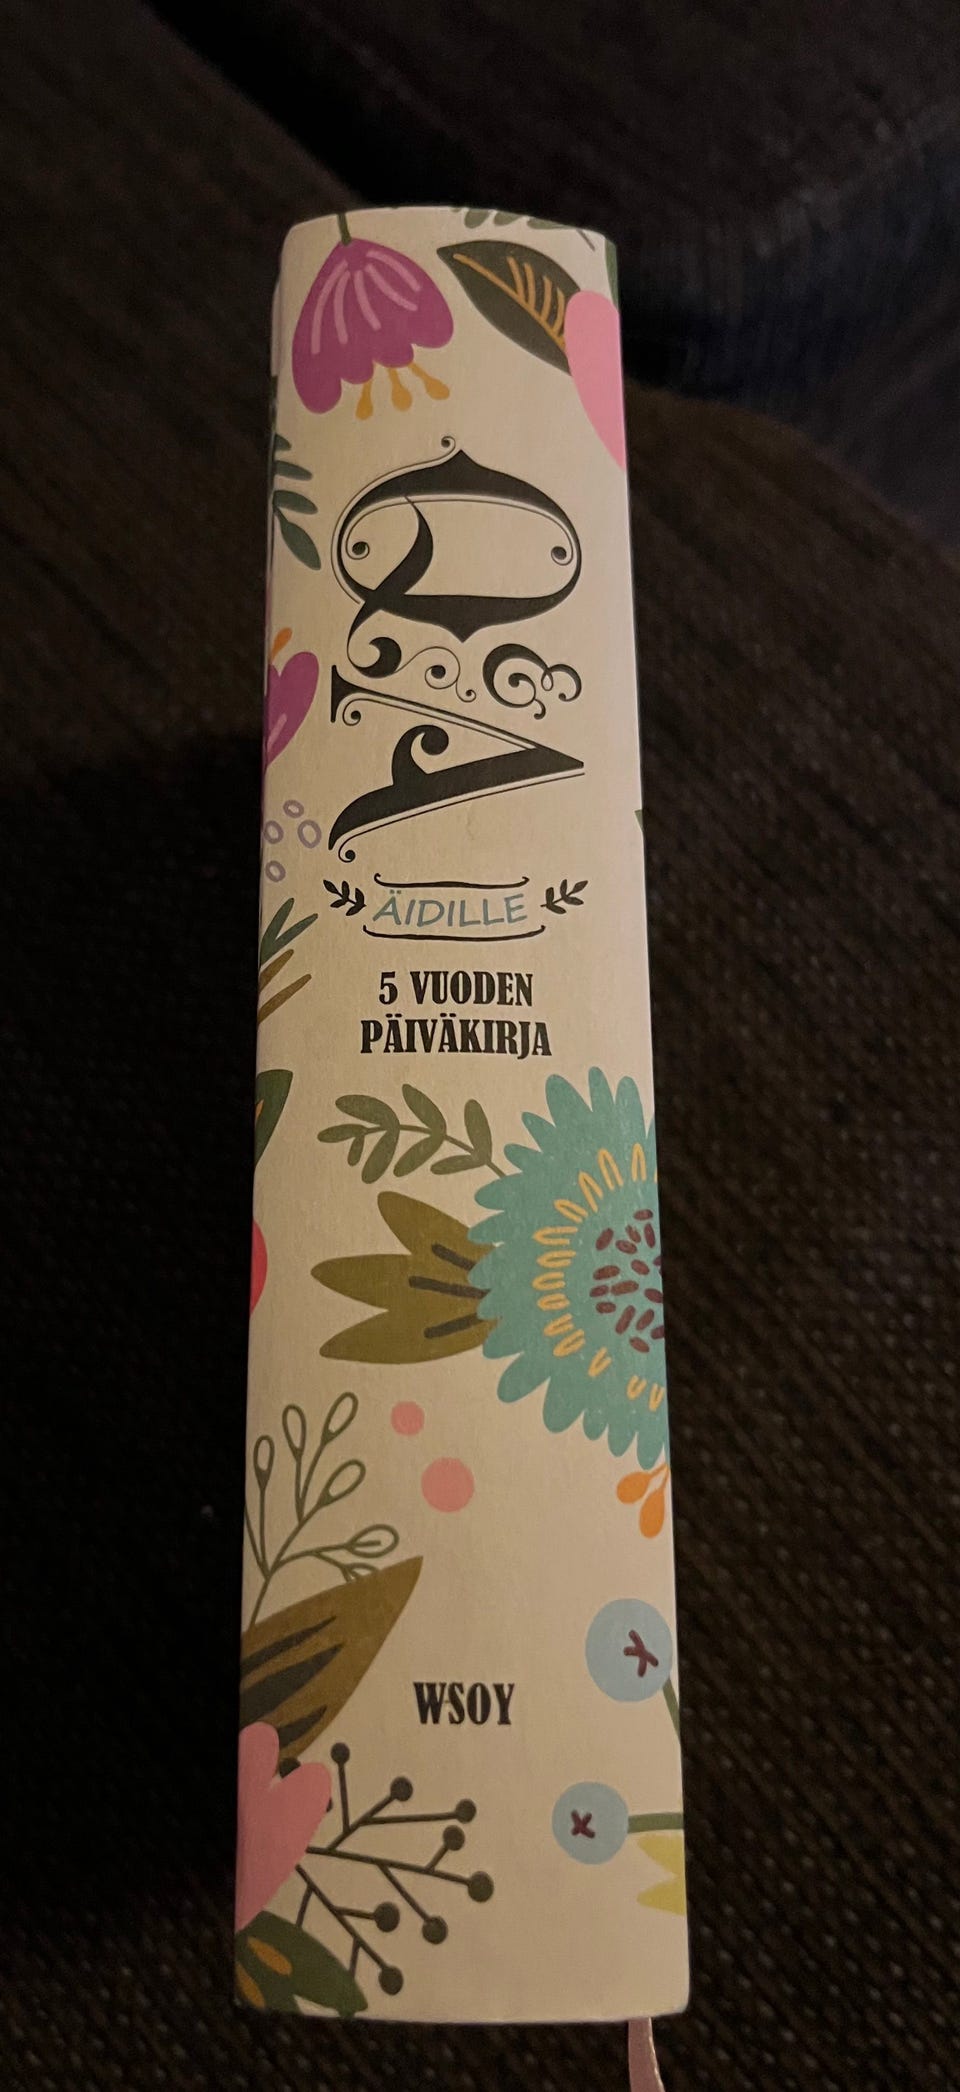 Q&A
ÄIDILLE
5 VUODEN
PÄIVÄKIRJA
WSOY